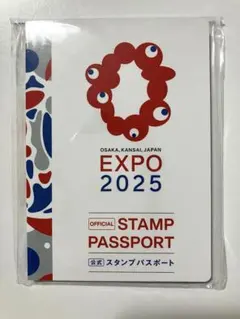 OSAKA, KANSAI, JAPAN
EXPO
2025
OFFICIAL STAMP
PASSPORT
公式 スタンプパスポート